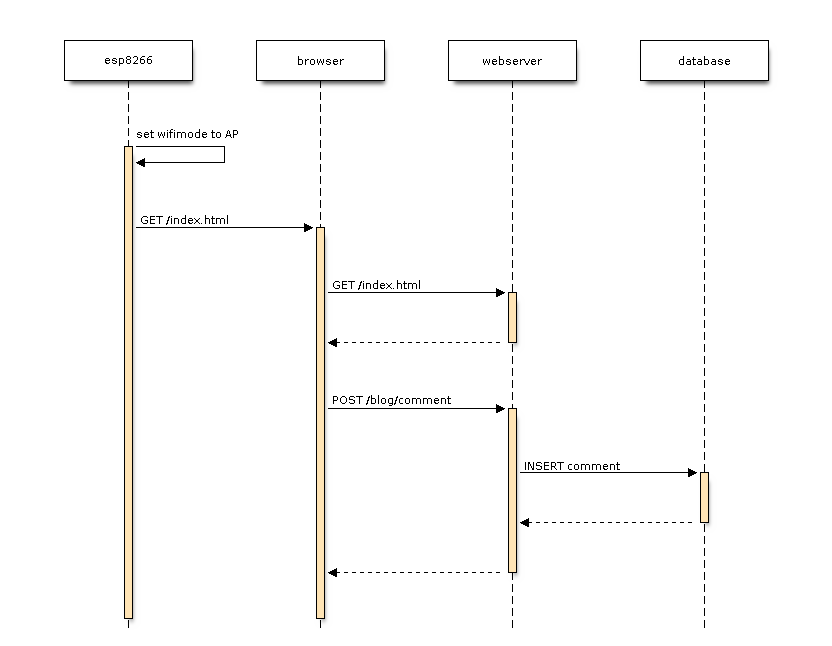 esp8266
browser
webserver
database
set wifimode to AP
GET /index.html
GET /index.html
POST /blog/comment
INSERT comment